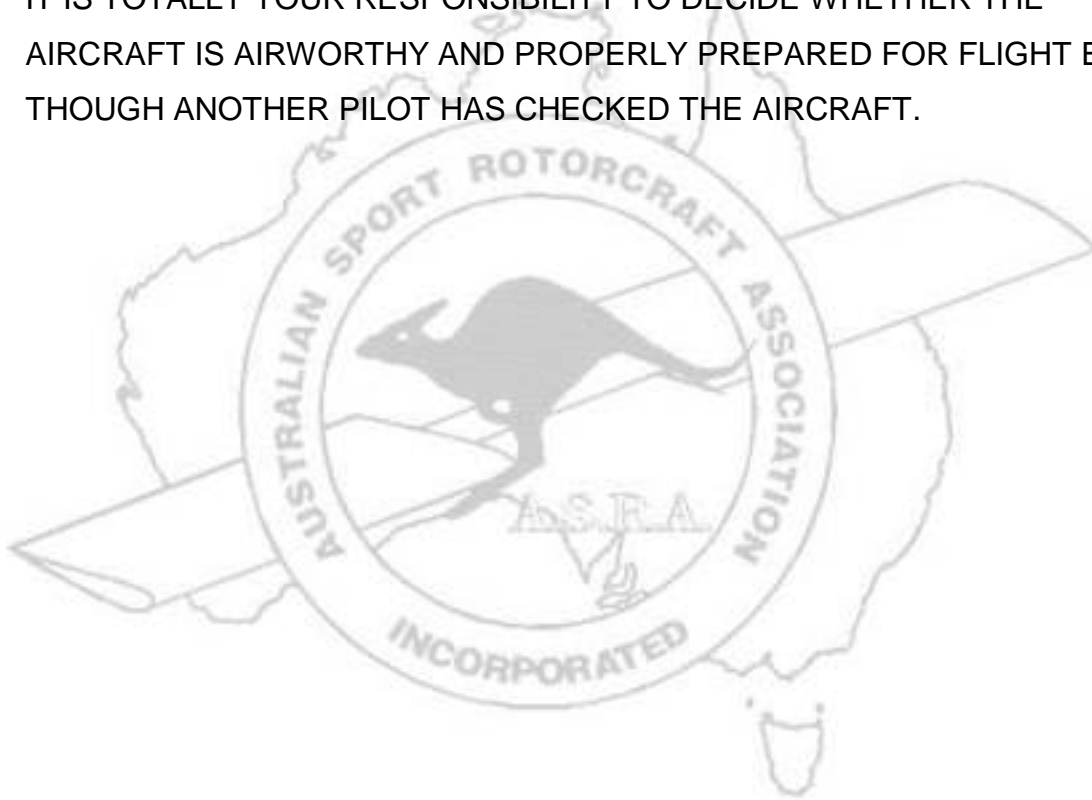 IT IS TOTALLY YOUR RESPONSIBILITY TO DECIDE WHETHER THE
AIRCRAFT IS AIRWORTHY AND PROPERLY PREPARED FOR FLIGHT
THOUGH ANOTHER PILOT HAS CHECKED THE AIRCRAFT.
AUSTRALIAN SPORT ROTORCRAFT ASSOCIATION
A.S.R.A.
INCORPORATED